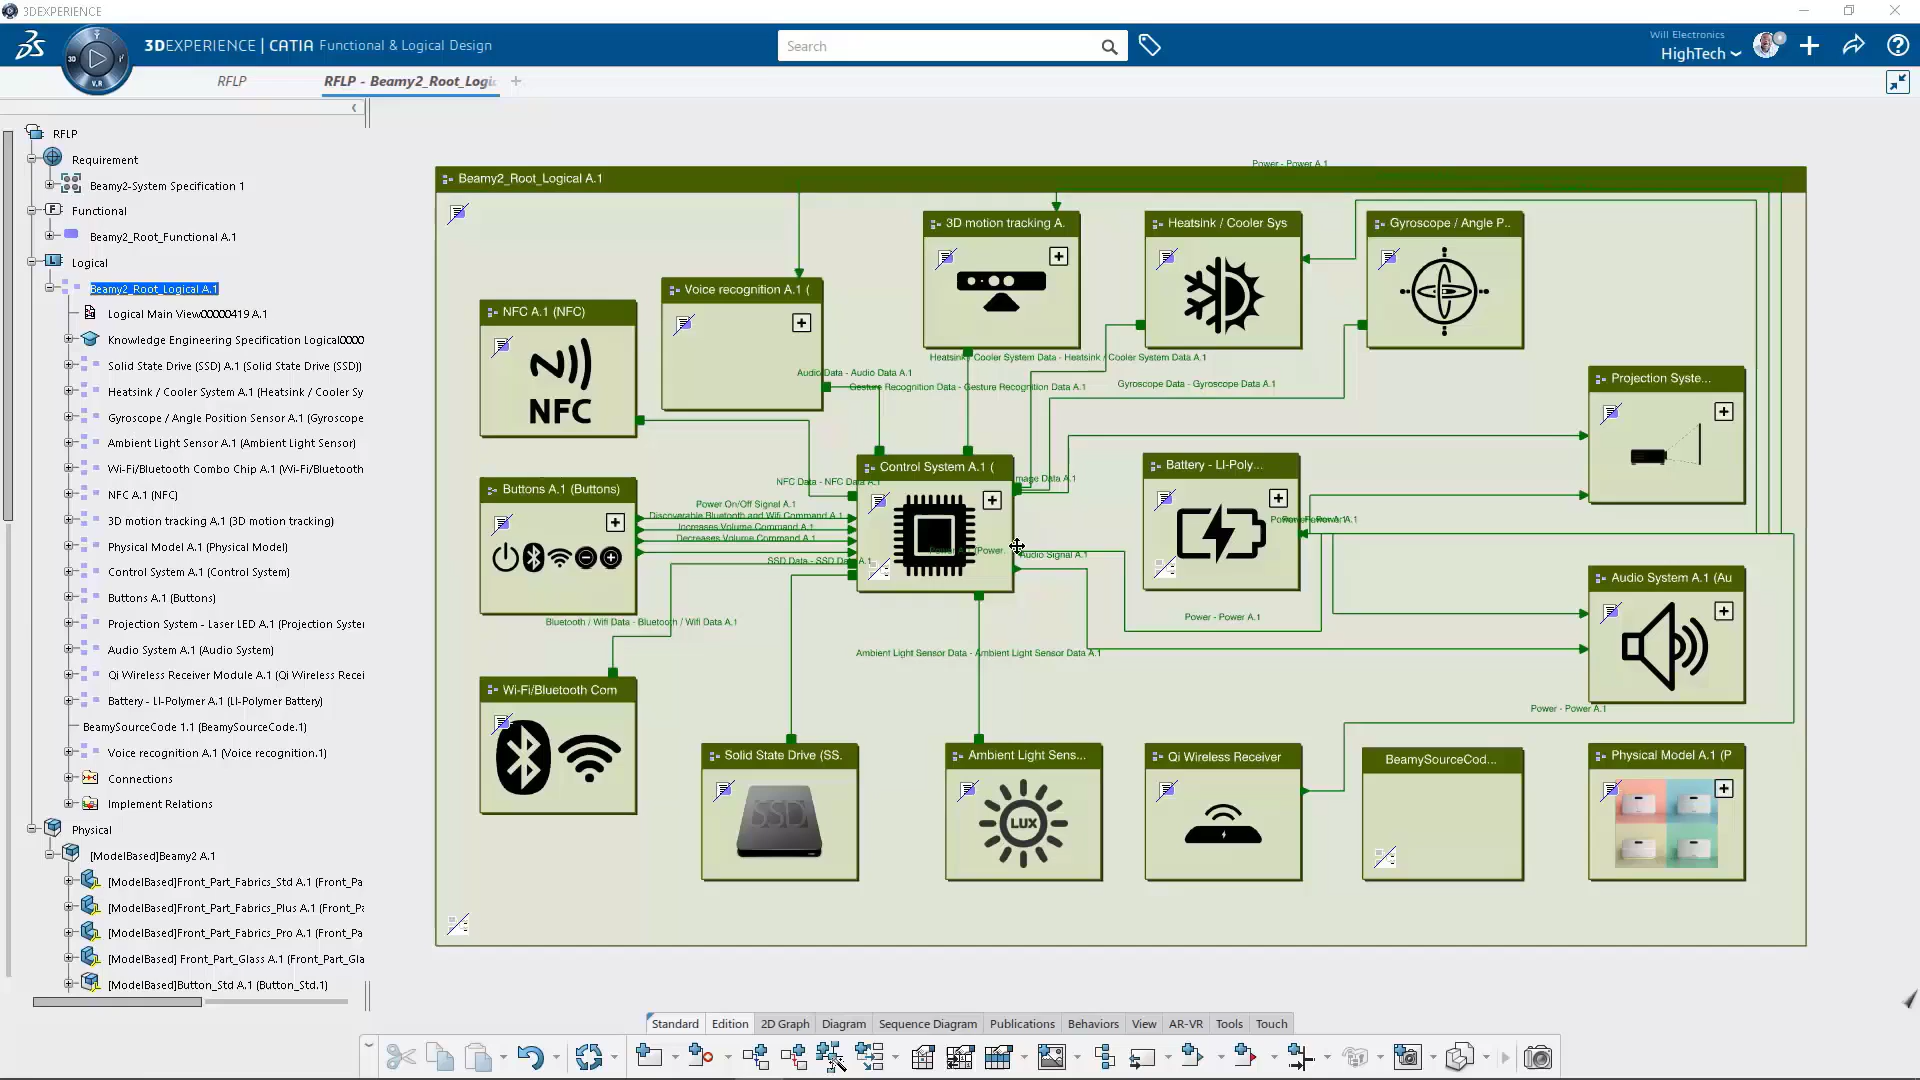 3DEXPERIENCE
3DEXPERIENCE | CATIA Functional & Logical Design
3D
V.R
Search
Will Electronics
HighTech
RFLP
RFLP - Beamy2_Root_Logi
RFLP
Requirement
Beamy2-System Specification 1
Functional
Beamy2_Root_Functional A.1
Logical
Beamy2_Root_Logical A.1
Logical Main View00000419 A.1
Knowledge Engineering Specification Logical0000
Solid State Drive (SSD) A.1 (Solid State Drive (SSD))
Heatsink / Cooler System A.1 (Heatsink / Cooler Sy
Gyroscope / Angle Position Sensor A.1 (Gyroscope
Ambient Light Sensor A.1 (Ambient Light Sensor)
Wi-Fi/Bluetooth Combo Chip A.1 (Wi-Fi/Bluetooth
NFC A.1 (NFC)
3D motion tracking A.1 (3D motion tracking)
Physical Model A.1 (Physical Model)
Control System A.1 (Control System)
Buttons A.1 (Buttons)
Projection System - Laser LED A.1 (Projection Syster
Audio System A.1 (Audio System)
Qi Wireless Receiver Module A.1 (Qi Wireless Recei
Battery - LI-Polymer A.1 (LI-Polymer Battery)
BeamySourceCode 1.1 (BeamySourceCode.1)
Voice recognition A.1 (Voice recognition.1)
Connections
Implement Relations
Physical
[ModelBased]Beamy2 A.1
[ModelBased]Front_Part_Fabrics_Std A.1 (Front_Pa
[ModelBased]Front_Part_Fabrics_Plus A.1 (Front_Pa
[ModelBased]Front_Part_Fabrics_Pro A.1 (Front_Pa
[ModelBased] Front_Part_Glass A.1 (Front_Part_Gla
[ModelBased]Button_Std A.1 (Button_Std.1)
Power - Power A.1
Beamy2_Root_Logical A.1
3D motion tracking A.
Heatsink / Cooler Sys
Gyroscope / Angle P..
Voice recognition A.1 (
NFC A.1 (NFC)
NFC
Heatsink / Cooler System Data - Heatsink / Cooler System Data A.1
Audio Data - Audio Data A.1
Gesture Recognition Data - Gesture Recognition Data A.1
Gyroscope Data - Gyroscope Data A.1
Projection Syste...
Control System A.1 (
Battery - LI-Poly...
NFC Data - NFC Data A.1
mage Data A.1
Buttons A.1 (Buttons)
Power On/Off Signal A.1
Discoverable Bluetooth and Wifi Command A.1
Increases Volume Command A.1
Decreases Volume Command A.1
SSD Data - SSD Data A.1
Audio Signal A.1
Audio System A.1 (Au
Power - Power A.1
Bluetooth / Wifi Data - Bluetooth / Wifi Data A.1
Ambient Light Sensor Data - Ambient Light Sensor Data A.1
Wi-Fi/Bluetooth Com
Power - Power A.1
Solid State Drive (SS.
SSD
Ambient Light Sens...
LUX
Qi Wireless Receiver
BeamySourceCod...
Physical Model A.1 (P
Standard Edition 2D Graph Diagram Sequence Diagram Publications Behaviors View AR-VR Tools Touch